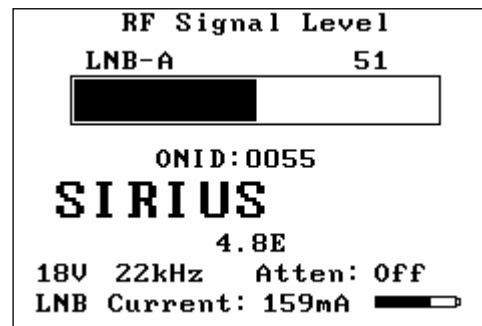 RF Signal Level
LNB-A 51
ONID:0055
SIRIUS
4.8E
18V 22kHz Atten: Off
LNB Current: 159mA